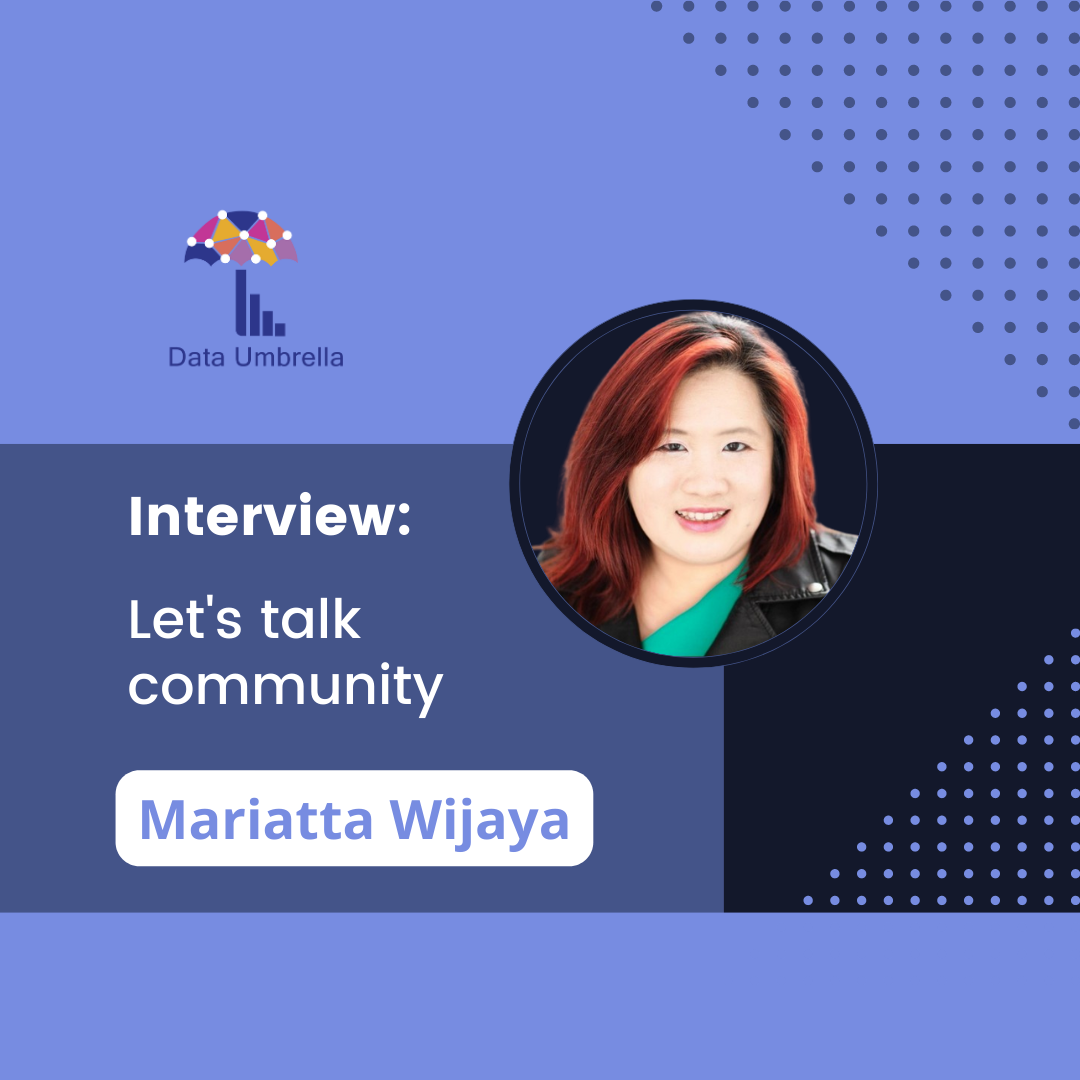 Data Umbrella
Interview:
Let's talk
community
Mariatta Wijaya